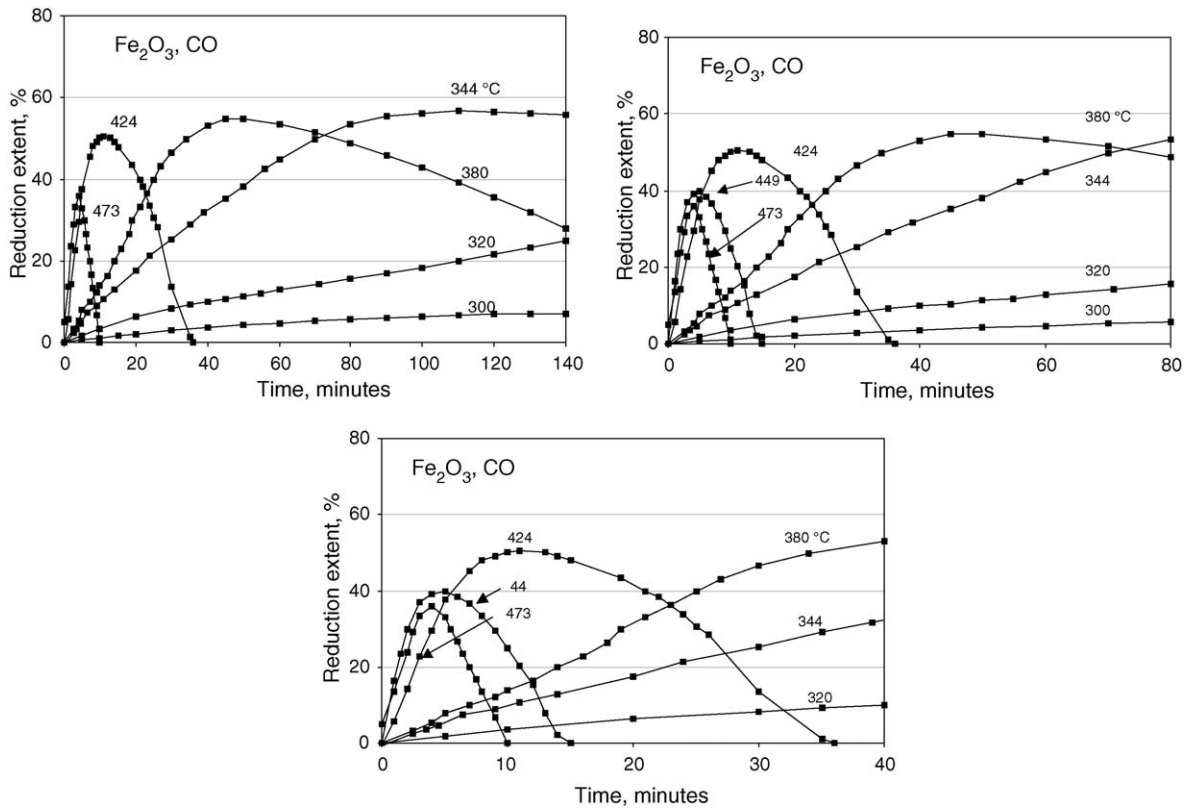 80
60
40
20
0
Reduction extent, %
Fe₂O₃, CO
344 °C
424
380
473
320
300
0 20 40 60 80 100 120 140
Time, minutes
80
60
40
20
0
Reduction extent, %
Fe₂O₃, CO
380 °C
424
344
449
473
320
300
0 20 40 60 80
Time, minutes
80
60
40
20
0
Reduction extent, %
Fe₂O₃, CO
424
380 °C
44
473
344
320
0 10 20 30 40
Time, minutes